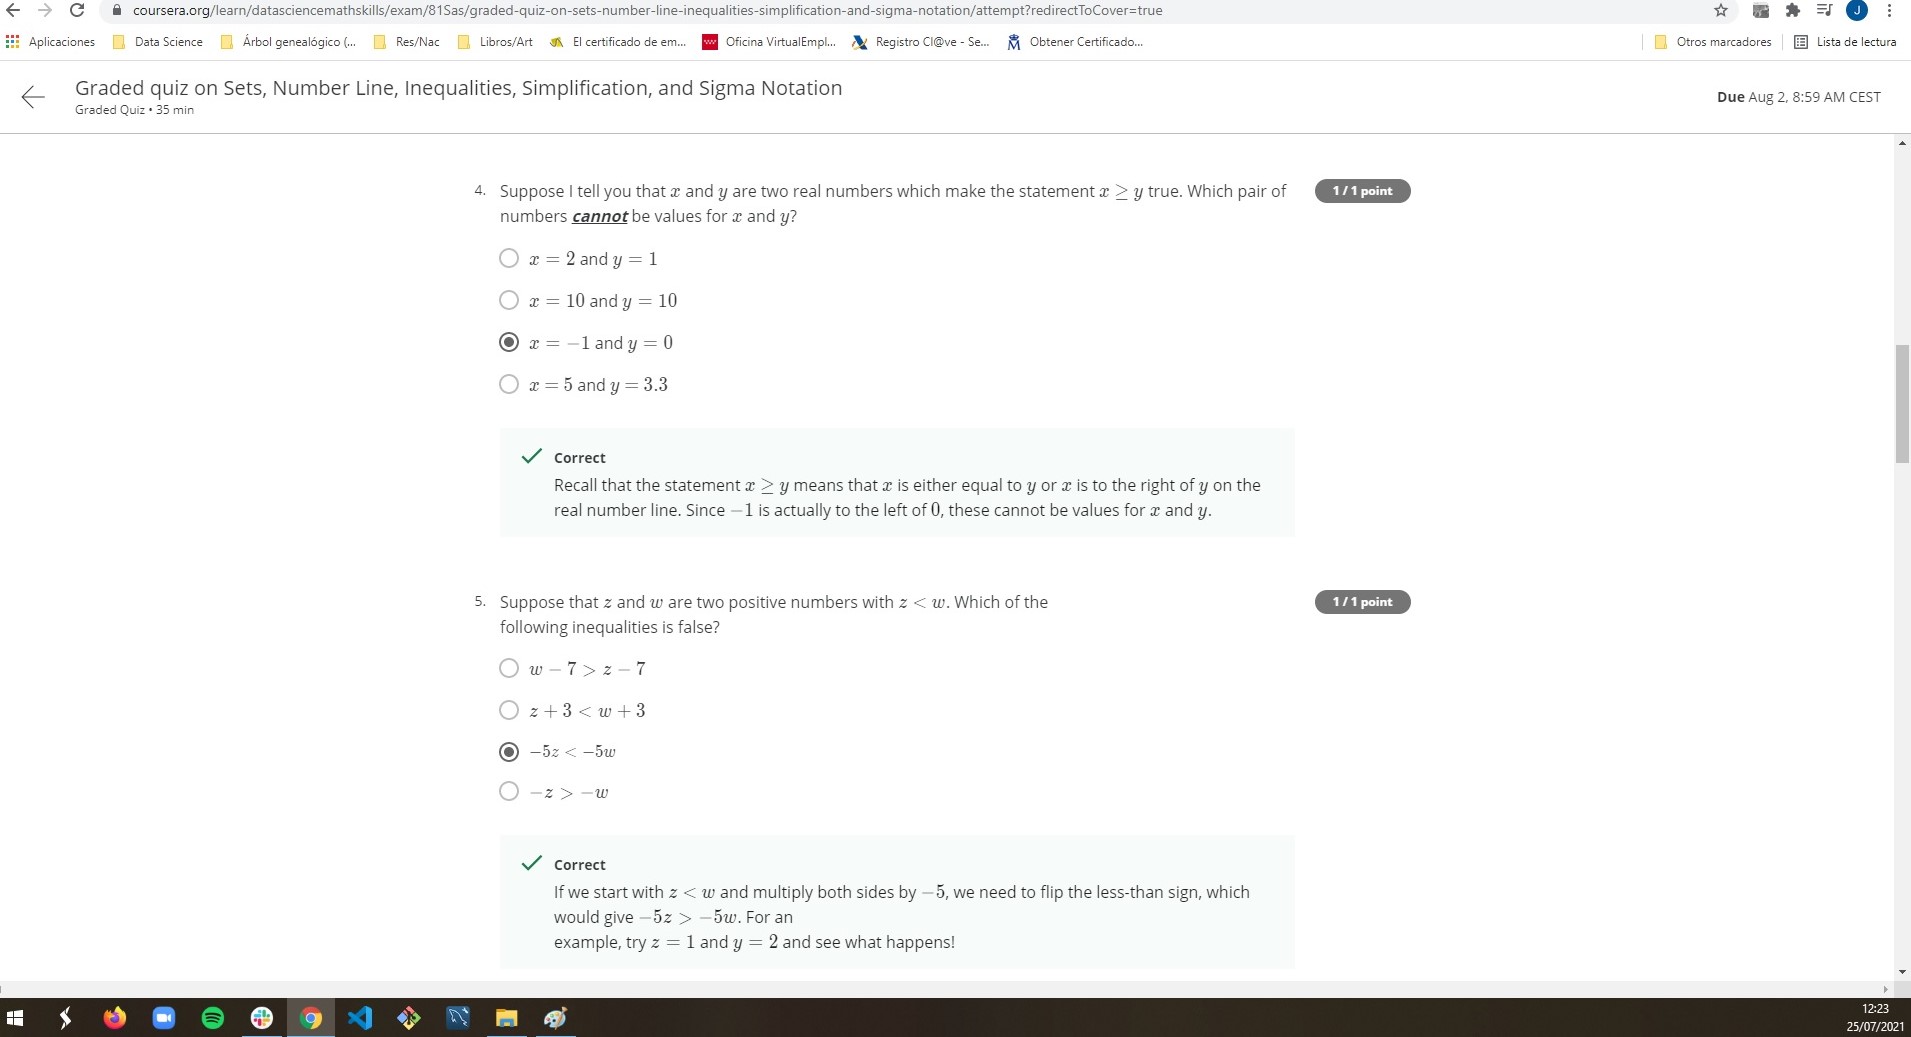 coursera.org/learn/datasciencemathskills/exam/81Sas/graded-quiz-on-sets-number-line-inequalities-simplification-and-sigma-notation/attempt?redirectToCover=true
J
Aplicaciones Data Science Árbol genealógico (... Res/Nac Libros/Art El certificado de em... Oficina VirtualEmpl... Registro Cl@ve - Se... Obtener Certificado... Otros marcadores Lista de lectura
Graded quiz on Sets, Number Line, Inequalities, Simplification, and Sigma Notation
Graded Quiz • 35 min
Due Aug 2, 8:59 AM CEST
4. Suppose I tell you that x and y are two real numbers which make the statement x ≥ y true. Which pair of
numbers cannot be values for x and y?
1 / 1 point
x = 2 and y = 1
x = 10 and y = 10
x = −1 and y = 0
x = 5 and y = 3.3
Correct
Recall that the statement x ≥ y means that x is either equal to y or x is to the right of y on the
real number line. Since −1 is actually to the left of 0, these cannot be values for x and y.
5. Suppose that z and w are two positive numbers with z < w. Which of the
following inequalities is false?
1 / 1 point
w − 7 > z − 7
z + 3 < w + 3
−5z < −5w
−z > −w
Correct
If we start with z < w and multiply both sides by −5, we need to flip the less-than sign, which
would give −5z > −5w. For an
example, try z = 1 and y = 2 and see what happens!
12:23
25/07/2021